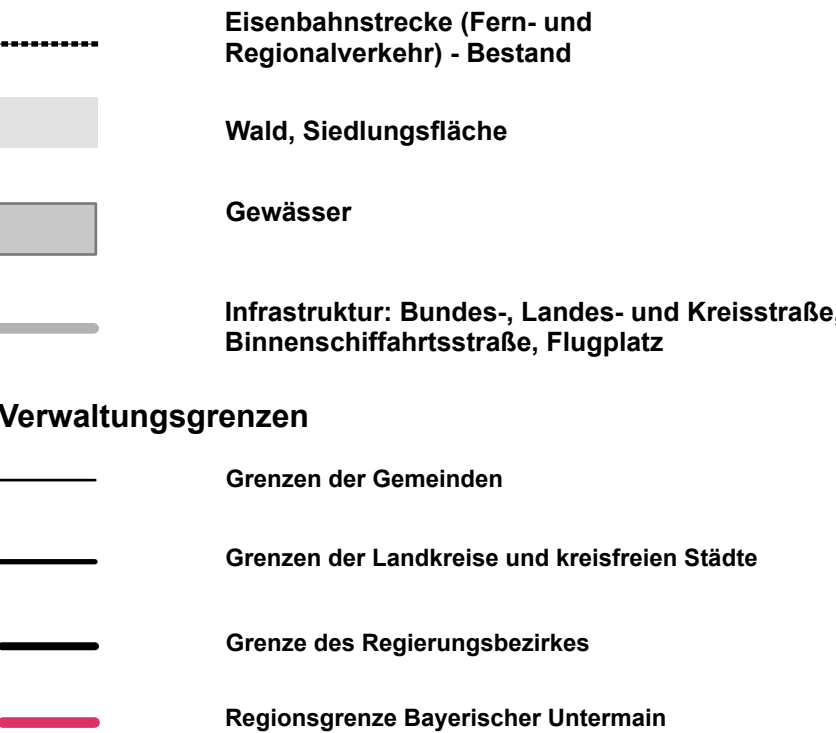 Eisenbahnstrecke (Fern- und
Regionalverkehr) - Bestand
Wald, Siedlungsfläche
Gewässer
Infrastruktur: Bundes-, Landes- und Kreisstraße,
Binnenschiffahrtsstraße, Flugplatz
Verwaltungsgrenzen
Grenzen der Gemeinden
Grenzen der Landkreise und kreisfreien Städte
Grenze des Regierungsbezirkes
Regionsgrenze Bayerischer Untermain